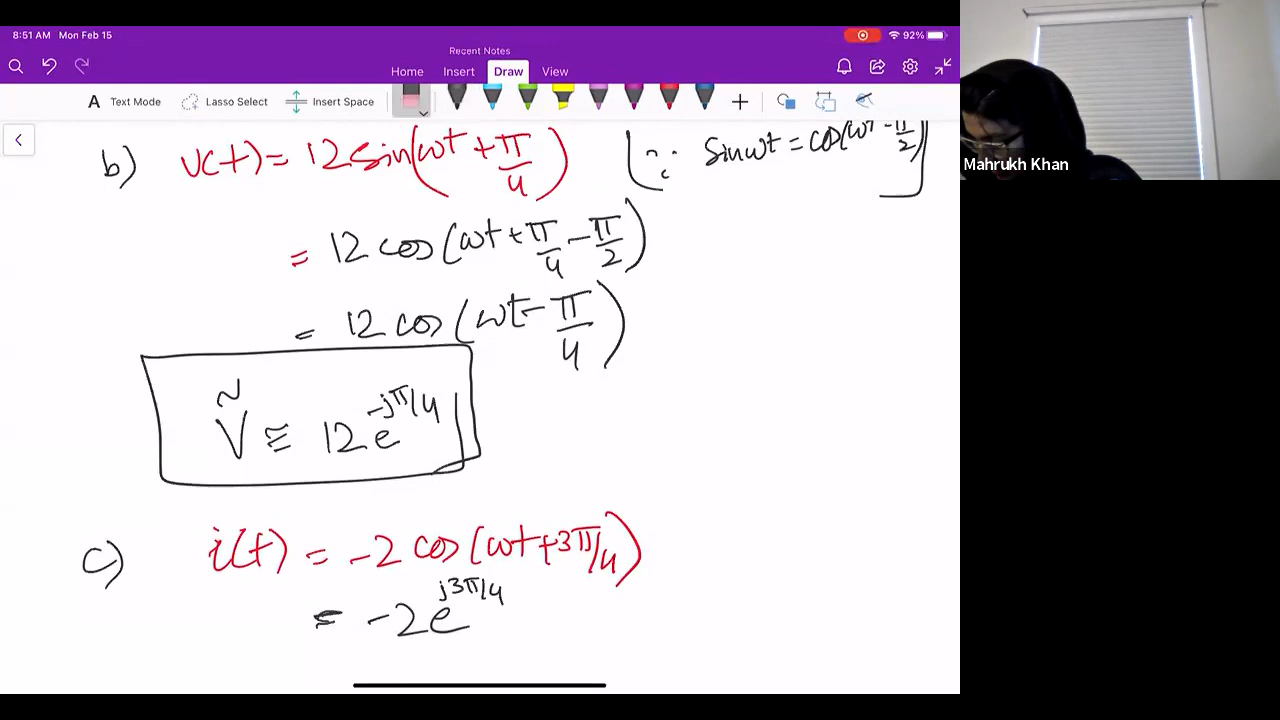 8:51 AM Mon Feb 15
92%
Recent Notes
Home Insert Draw View
A Text Mode Lasso Select Insert Space
b) v(t) = 12 sin(ωt + π/4) [∵ sin ωt = cos(ωt - π/2)]
= 12 cos(ωt + π/4 - π/2)
= 12 cos(ωt - π/4)
Ṽ ≡ 12 e^(-jπ/4)
c) i(t) = -2 cos(ωt + 3π/4)
= -2 e^(j3π/4)
Mahrukh Khan